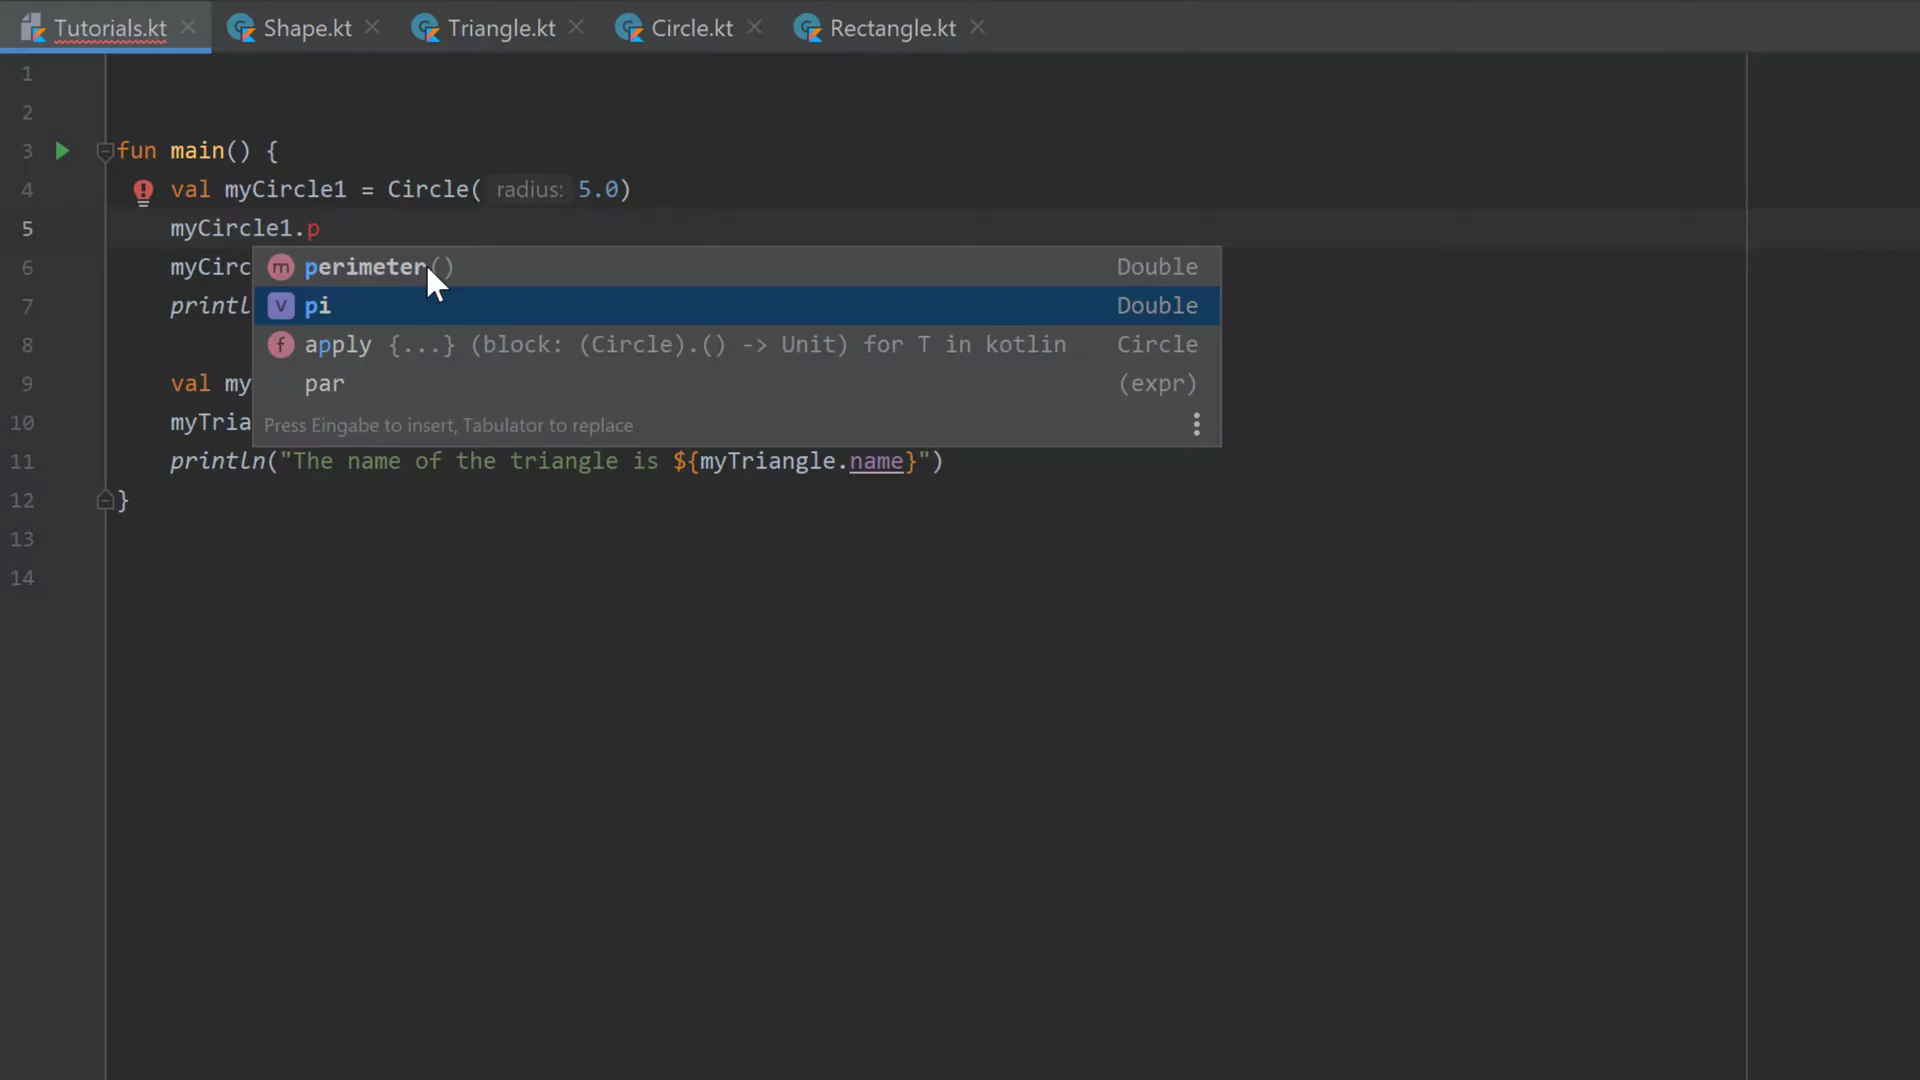 Tutorials.kt Shape.kt Triangle.kt Circle.kt Rectangle.kt
1
2
3 fun main() {
4 val myCircle1 = Circle( radius: 5.0)
5 myCircle1.p
6 myCirc
perimeter() Double
7 printl
pi Double
8
apply {...} (block: (Circle).() -> Unit) for T in kotlin Circle
9 val my
par (expr)
10 myTria
Press Eingabe to insert, Tabulator to replace
11 println("The name of the triangle is ${myTriangle.name}")
12 }
13
14